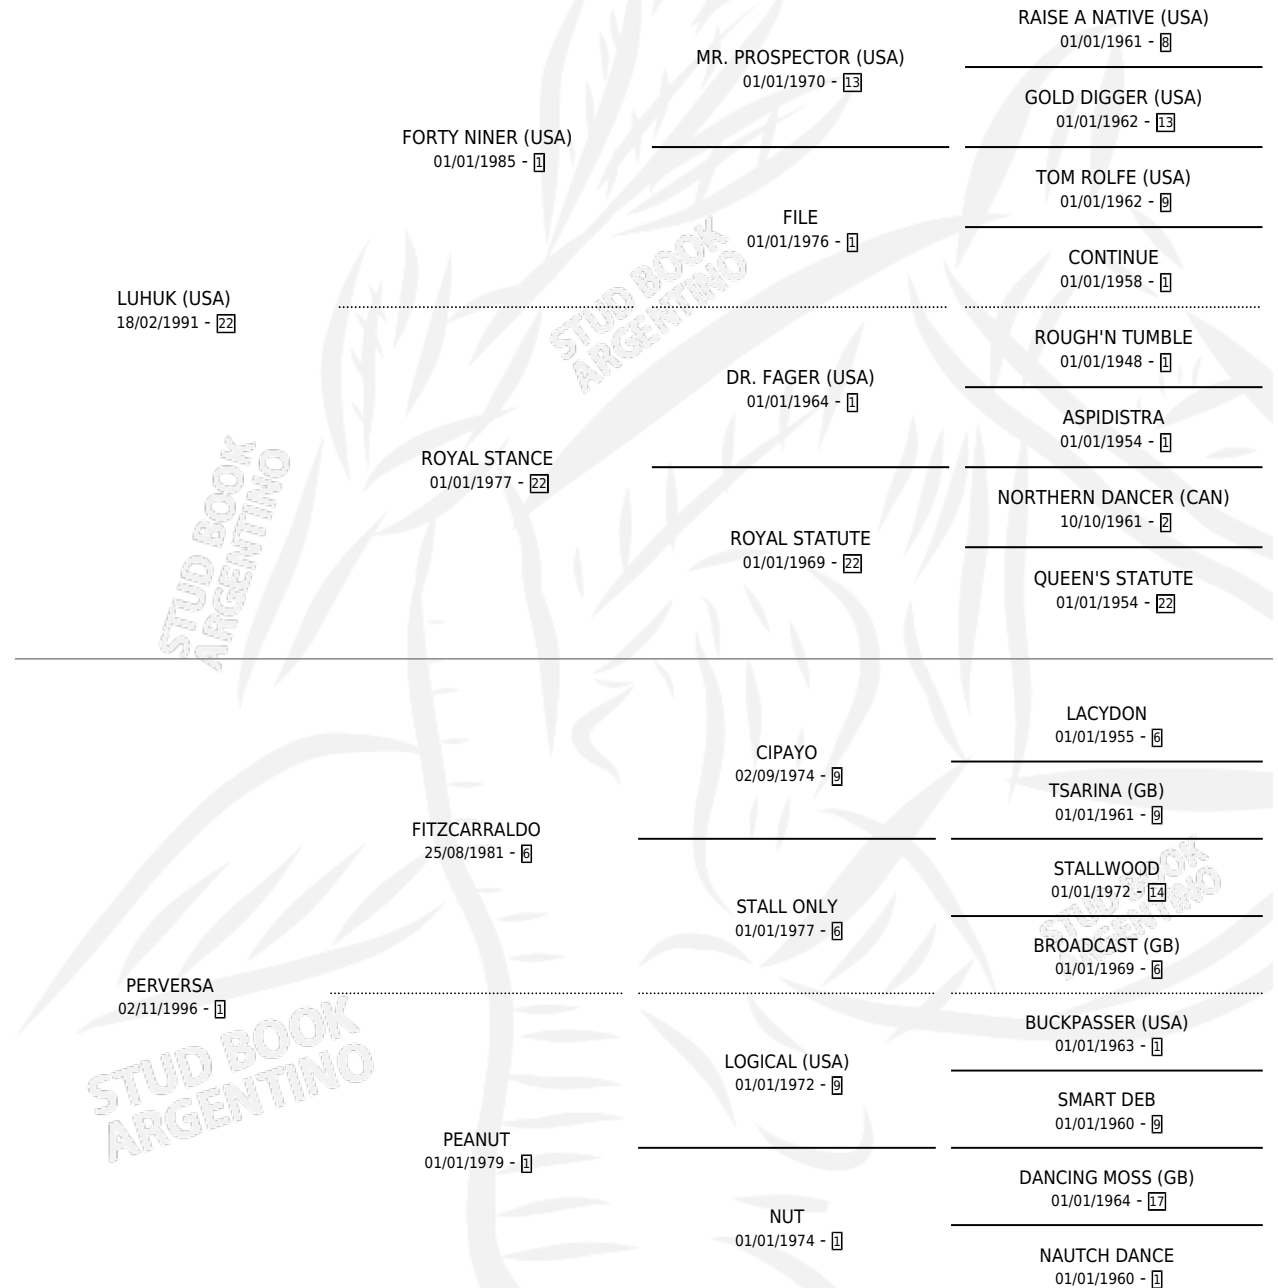 RAISE A NATIVE (USA)
01/01/1961 - 8
MR. PROSPECTOR (USA)
01/01/1970 - 13
GOLD DIGGER (USA)
01/01/1962 - 13
FORTY NINER (USA)
01/01/1985 - 1
TOM ROLFE (USA)
01/01/1962 - 9
FILE
01/01/1976 - 1
CONTINUE
01/01/1958 - 1
LUHUK (USA)
18/02/1991 - 22
ROUGH'N TUMBLE
01/01/1948 - 1
DR. FAGER (USA)
01/01/1964 - 1
ASPIDISTRA
01/01/1954 - 1
ROYAL STANCE
01/01/1977 - 22
NORTHERN DANCER (CAN)
10/10/1961 - 2
ROYAL STATUTE
01/01/1969 - 22
QUEEN'S STATUTE
01/01/1954 - 22
LACYDON
01/01/1955 - 6
CIPAYO
02/09/1974 - 9
TSARINA (GB)
01/01/1961 - 9
FITZCARRALDO
25/08/1981 - 6
STALLWOOD
01/01/1972 - 14
STALL ONLY
01/01/1977 - 6
BROADCAST (GB)
01/01/1969 - 6
PERVERSA
02/11/1996 - 1
BUCKPASSER (USA)
01/01/1963 - 1
LOGICAL (USA)
01/01/1972 - 9
SMART DEB
01/01/1960 - 9
PEANUT
01/01/1979 - 1
DANCING MOSS (GB)
01/01/1964 - 17
NUT
01/01/1974 - 1
NAUTCH DANCE
01/01/1960 - 1
STUD BOOK
ARGENTINO
STUD BOOK
ARGENTINO
STUD BOOK
ARGENTINO
STUD BOOK
ARGENTINO